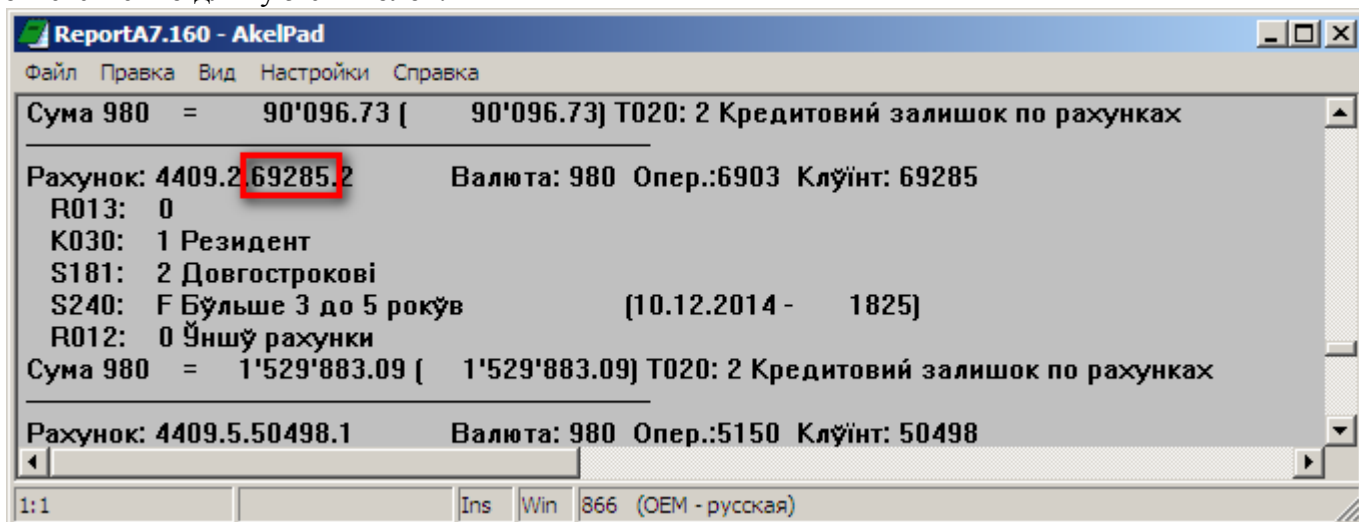 ReportA7.160 - AkelPad
Файл Правка Вид Настройки Справка
Сума 980 = 90'096.73 ( 90'096.73) T020: 2 Кредитовий залишок по рахунках
Рахунок: 4409.2.69285.2 Валюта: 980 Опер.:6903 Клўїнт: 69285
R013: 0
K030: 1 Резидент
S181: 2 Довгострокові
S240: F Бўльше 3 до 5 рокўв (10.12.2014 - 1825)
R012: 0 Ўншў рахунки
Сума 980 = 1'529'883.09 ( 1'529'883.09) T020: 2 Кредитовий залишок по рахунках
Рахунок: 4409.5.50498.1 Валюта: 980 Опер.:5150 Клўїнт: 50498
1:1 Ins Win 866 (OEM - русская)